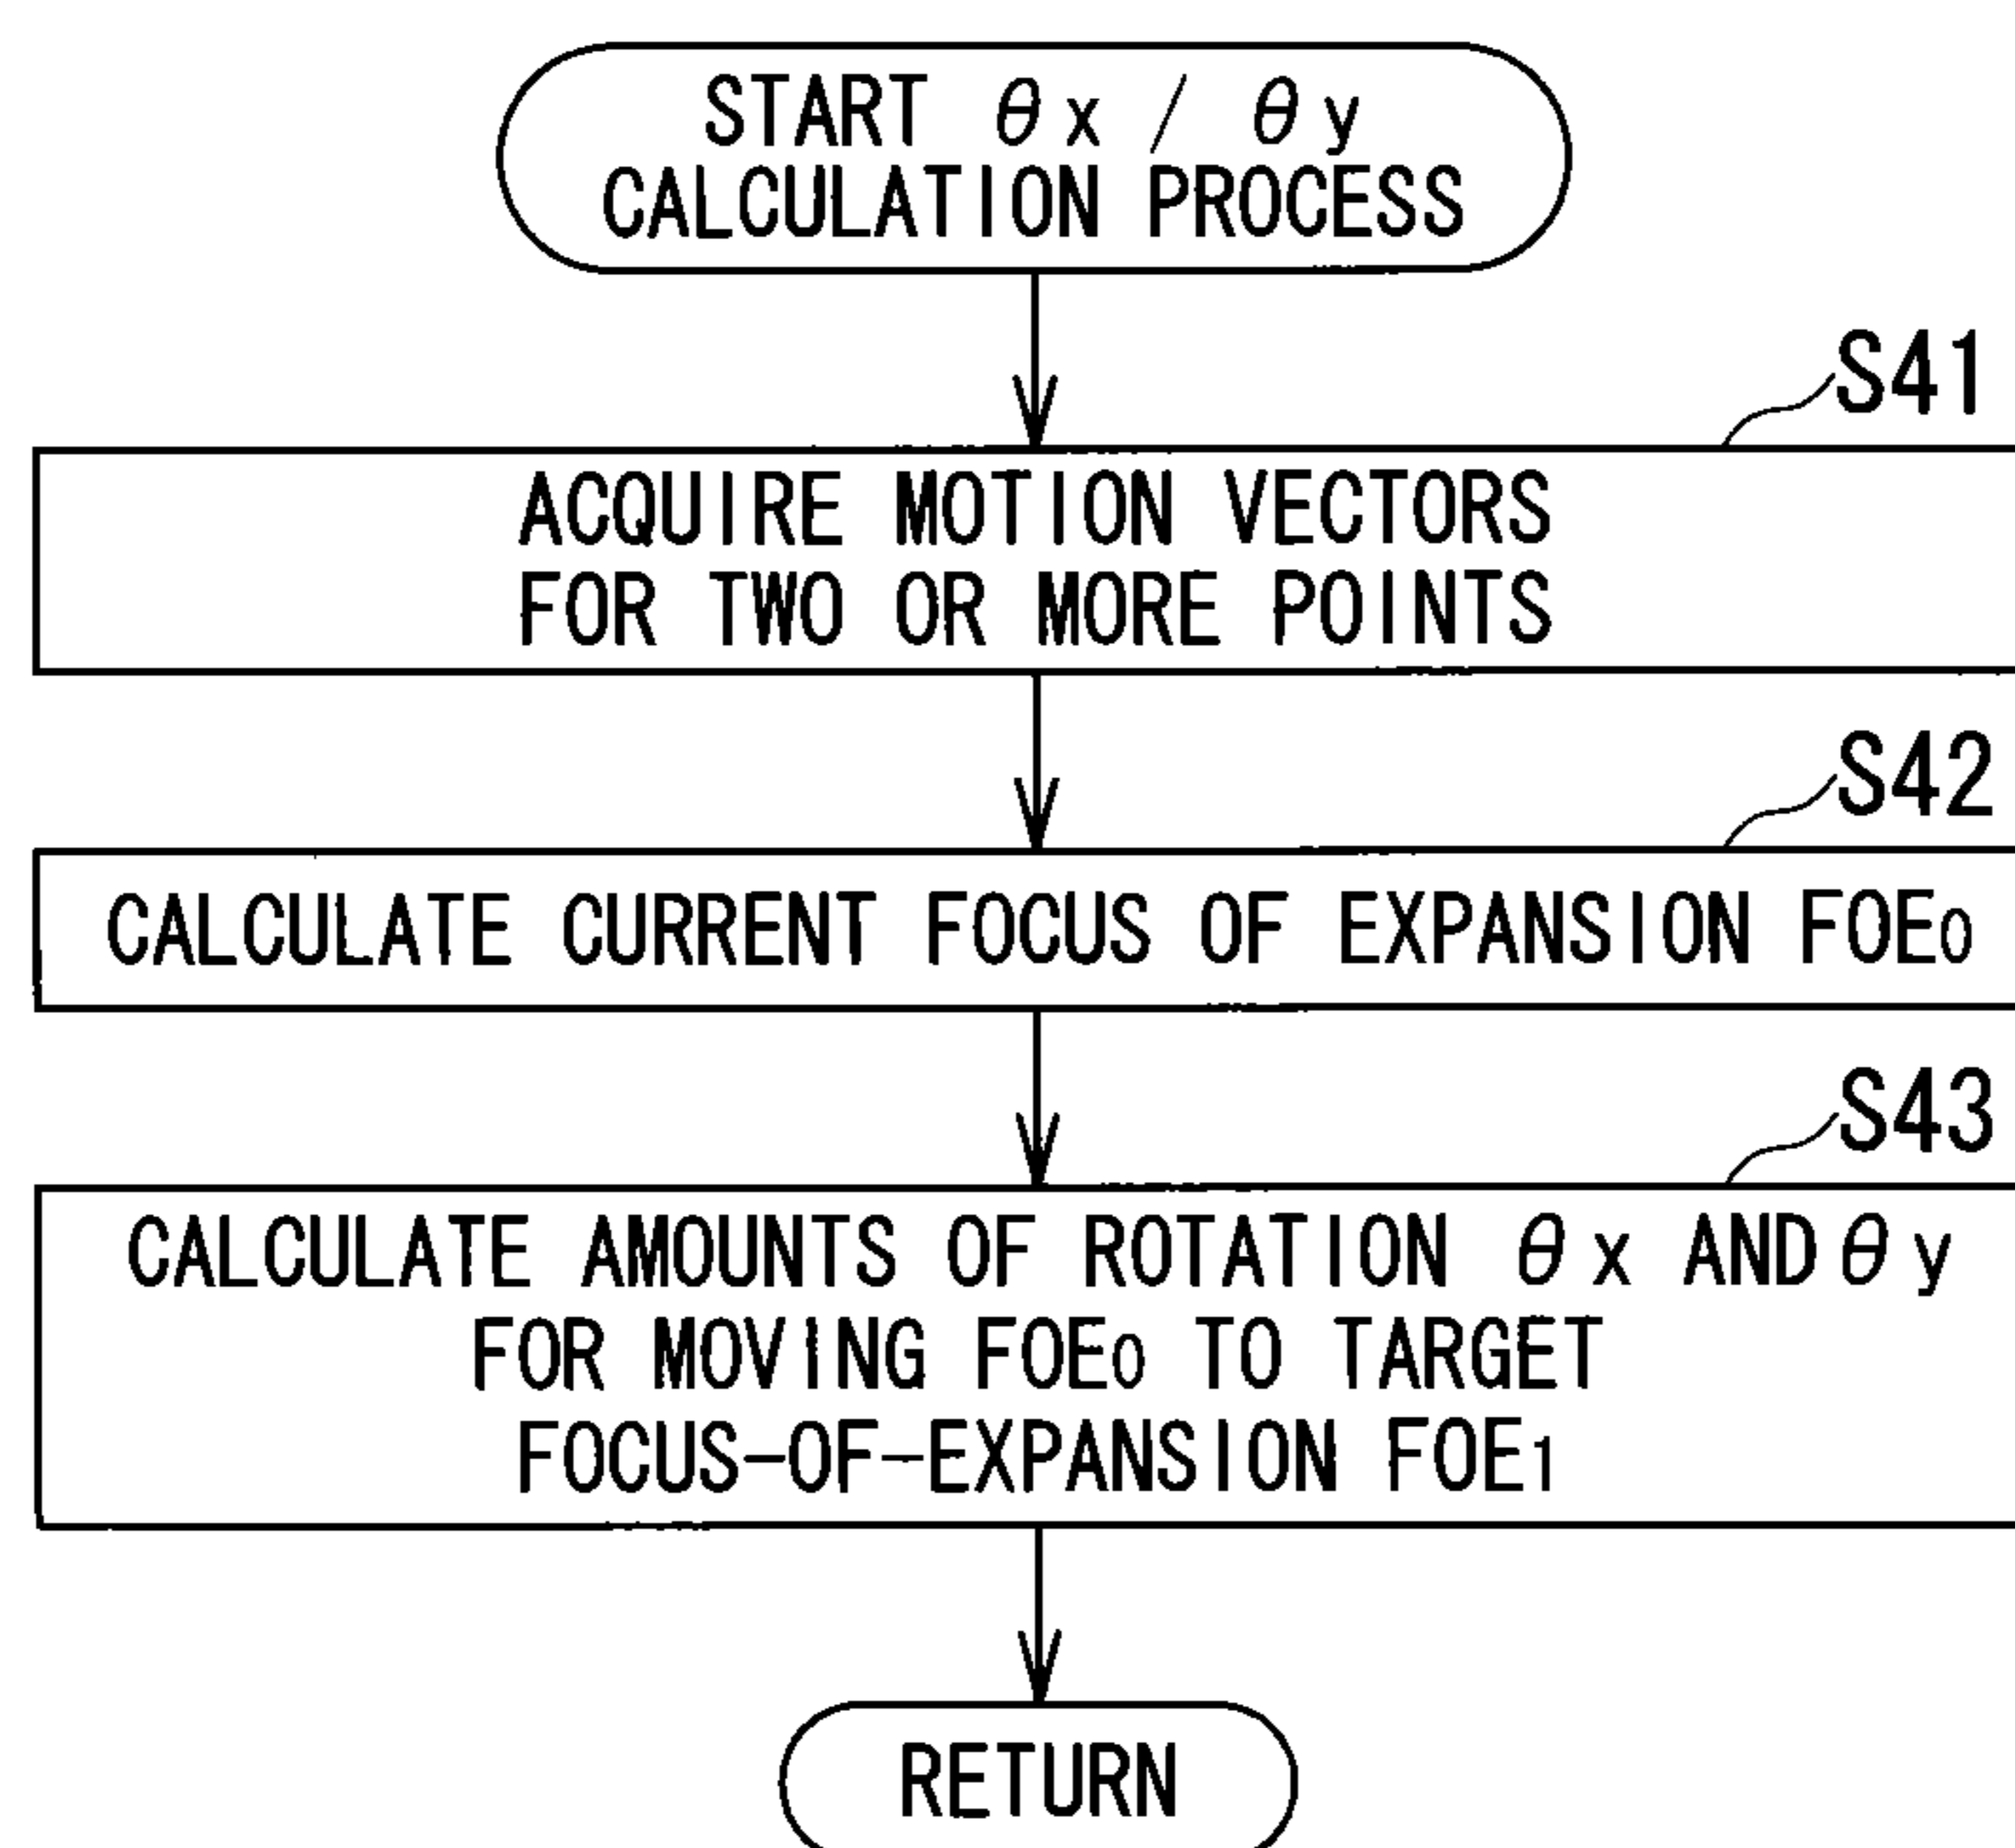 START θx / θy
CALCULATION PROCESS
S41
ACQUIRE MOTION VECTORS
FOR TWO OR MORE POINTS
S42
CALCULATE CURRENT FOCUS OF EXPANSION FOE₀
S43
CALCULATE AMOUNTS OF ROTATION θx AND θy
FOR MOVING FOE₀ TO TARGET
FOCUS-OF-EXPANSION FOE₁
RETURN